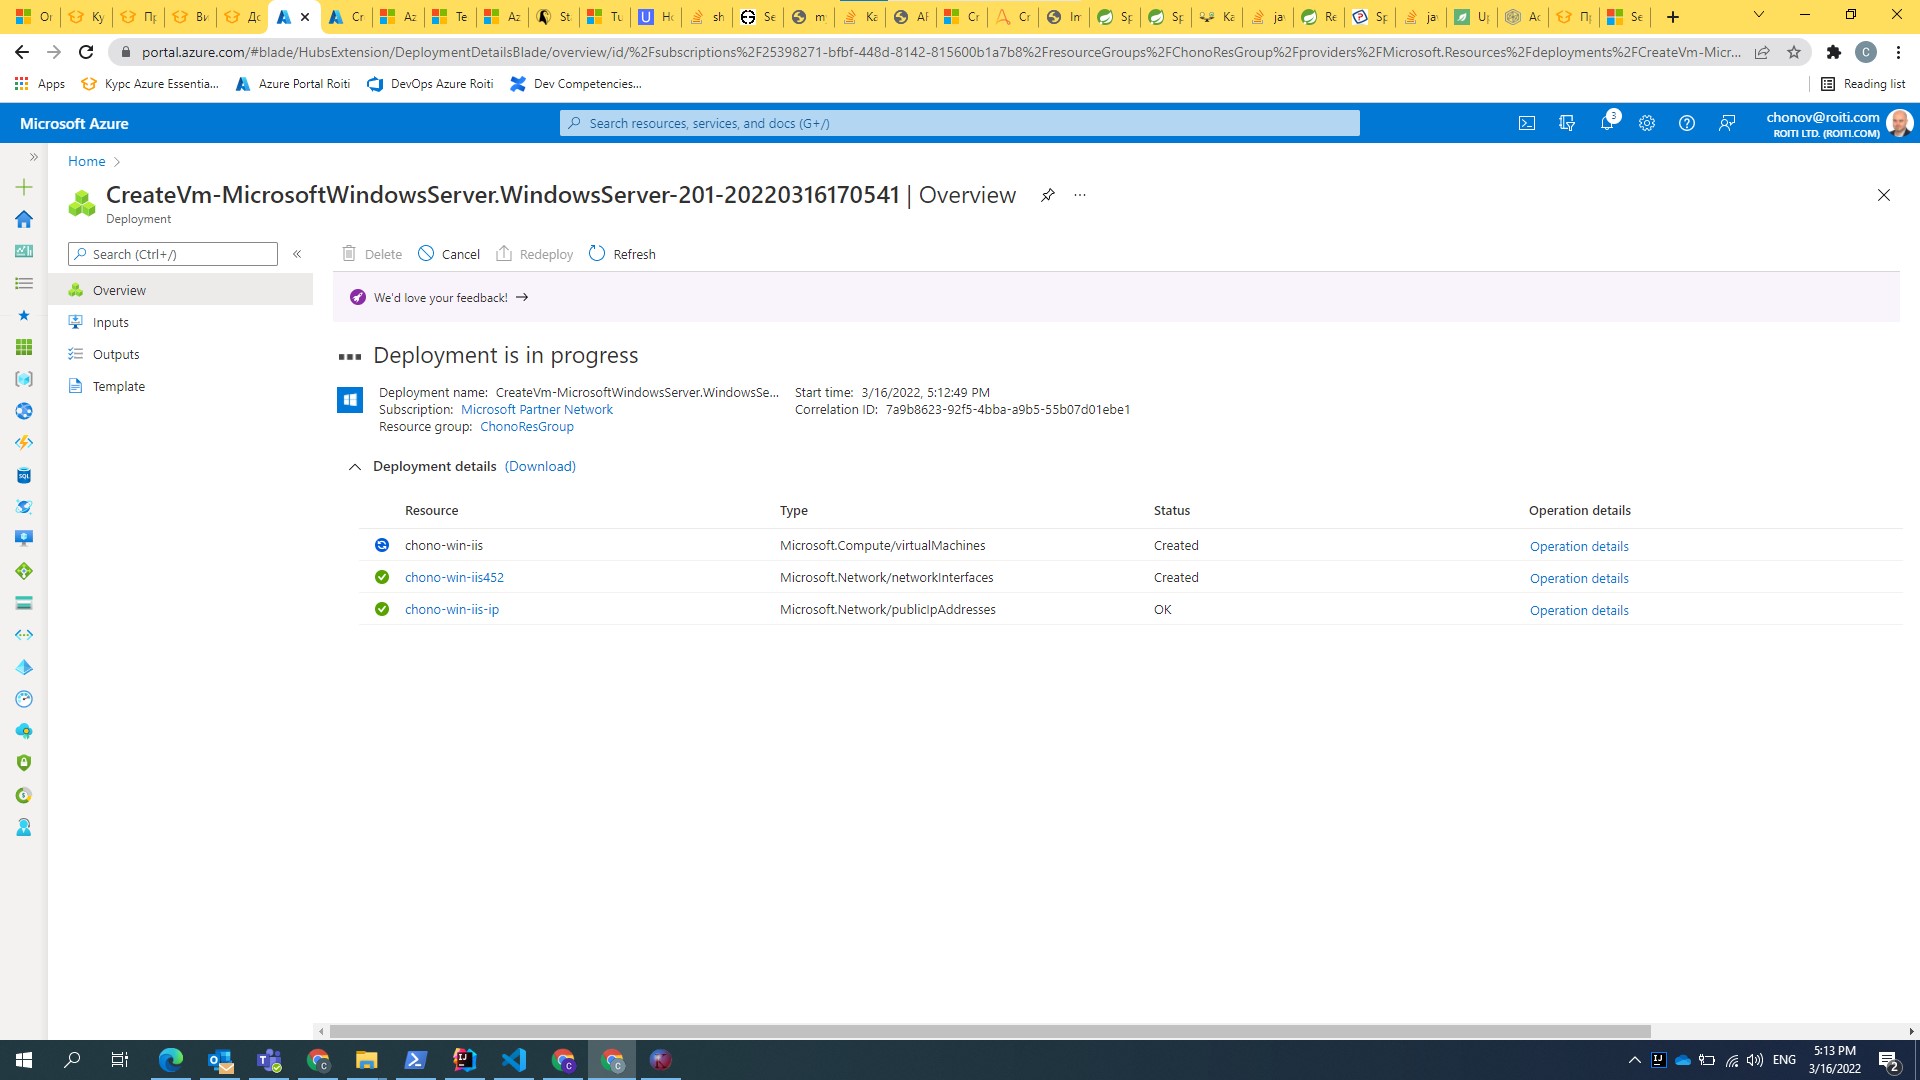 Or
Ку
Пр
Ви
До
Cr
Az
Te
Az
St
Tu
Ho
sh
Se
m
Ka
AF
Cr
Cr
Im
Sp
Sp
Ka
ja
Re
Sp
ja
Up
Ac
Пр
Se
portal.azure.com/#blade/HubsExtension/DeploymentDetailsBlade/overview/id/%2Fsubscriptions%2F25398271-bfbf-448d-8142-815600b1a7b8%2FresourceGroups%2FChonoResGroup%2Fproviders%2FMicrosoft.Resources%2Fdeployments%2FCreateVm-Micr...
C
Apps
Курс Azure Essentia...
Azure Portal Roiti
DevOps Azure Roiti
Dev Competencies...
Reading list
Microsoft Azure
Search resources, services, and docs (G+/)
3
chonov@roiti.com
ROITI LTD. (ROITI.COM)
Home
CreateVm-MicrosoftWindowsServer.WindowsServer-201-20220316170541 | Overview
Deployment
Search (Ctrl+/)
Overview
Inputs
Outputs
Template
Delete
Cancel
Redeploy
Refresh
We'd love your feedback! →
Deployment is in progress
Deployment name: CreateVm-MicrosoftWindowsServer.WindowsSe...
Subscription: Microsoft Partner Network
Resource group: ChonoResGroup
Start time: 3/16/2022, 5:12:49 PM
Correlation ID: 7a9b8623-92f5-4bba-a9b5-55b07d01ebe1
Deployment details (Download)
Resource Type Status Operation details
chono-win-iis Microsoft.Compute/virtualMachines Created Operation details
chono-win-iis452 Microsoft.Network/networkInterfaces Created Operation details
chono-win-iis-ip Microsoft.Network/publicIpAddresses OK Operation details
ENG
5:13 PM
3/16/2022
2